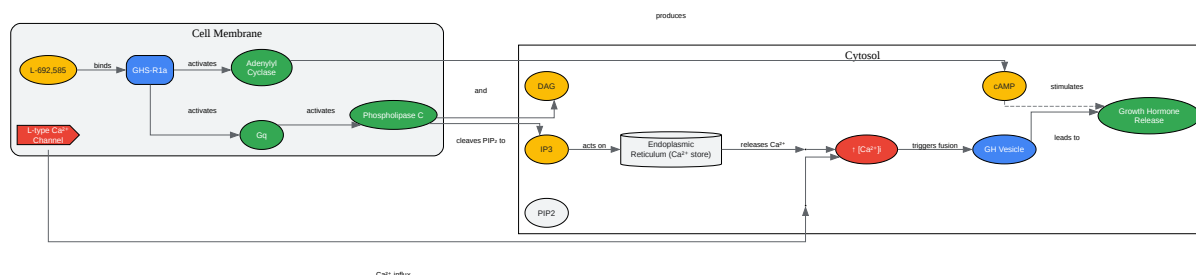 produces
Cell Membrane
L-692,585
binds
GHS-R1a
activates
Adenylyl
Cyclase
activates
Gq
activates
Phospholipase C
L-type Ca²⁺
Channel
and
cleaves PIP₂ to
Cytosol
DAG
IP3
acts on
Endoplasmic
Reticulum (Ca²⁺ store)
releases Ca²⁺
↑ [Ca²⁺]i
triggers fusion
GH Vesicle
leads to
cAMP
stimulates
Growth Hormone
Release
PIP2
Ca²⁺ influx